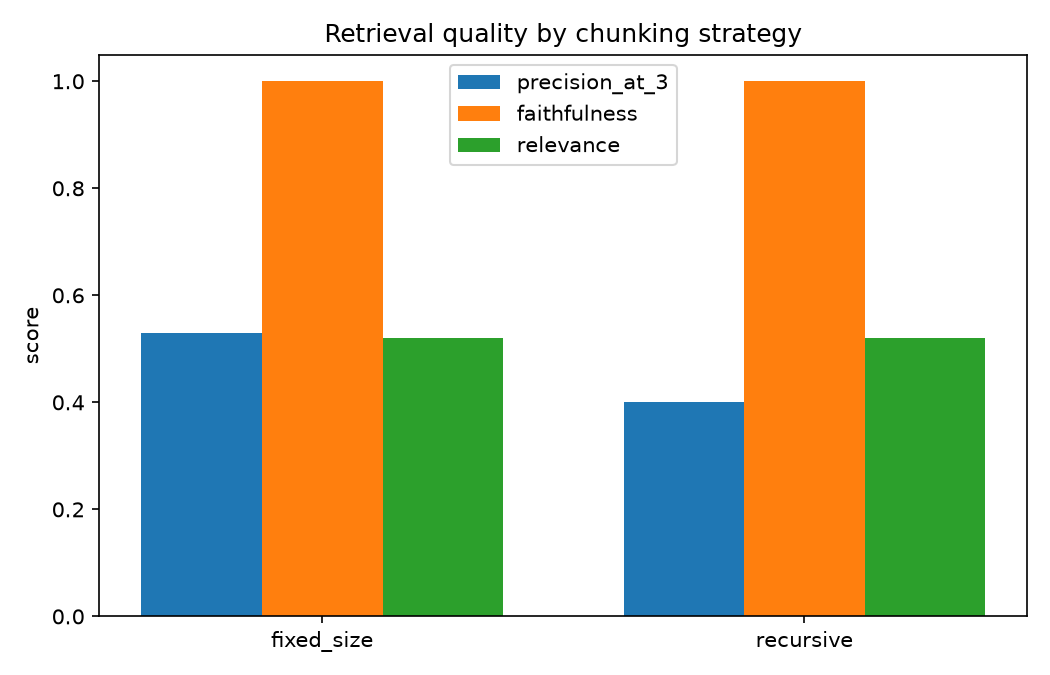 Retrieval quality by chunking strategy
precision_at_3
faithfulness
relevance
score
1.0
0.8
0.6
0.4
0.2
0.0
fixed_size
recursive